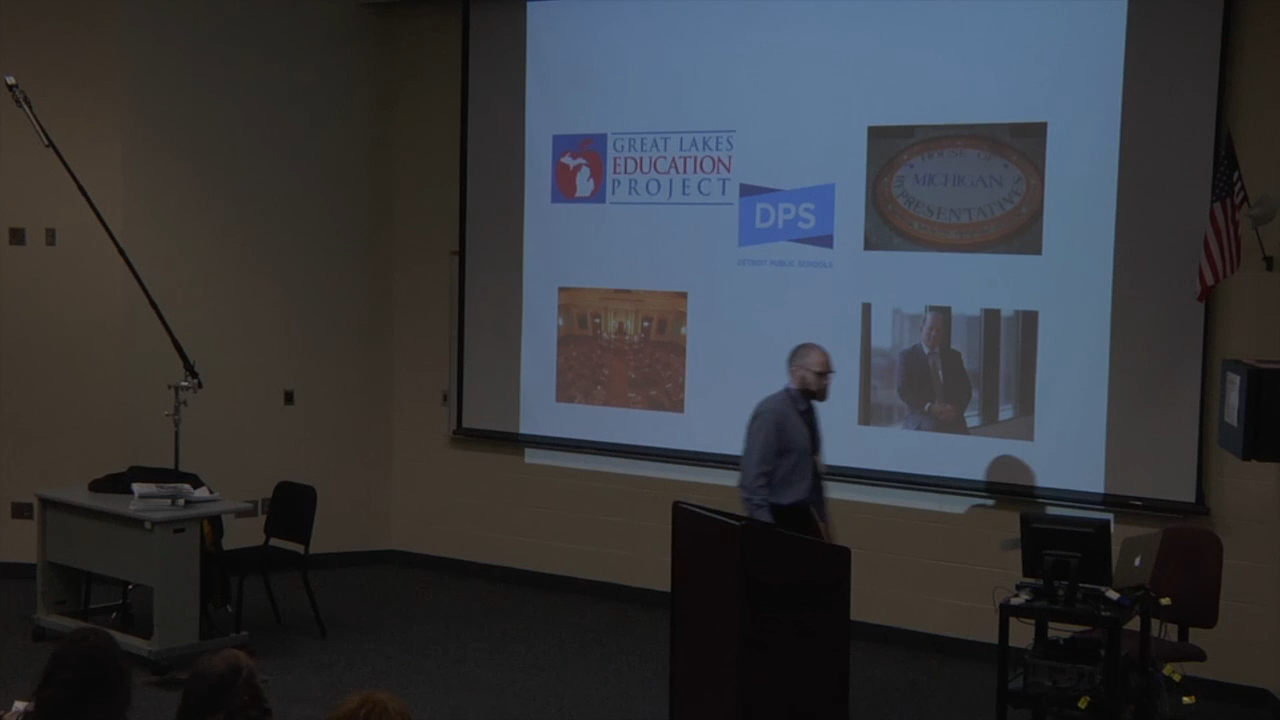 GREAT LAKES
EDUCATION
PROJECT
DPS
DETROIT PUBLIC SCHOOLS
HOUSE OF
MICHIGAN
REPRESENTATIVES